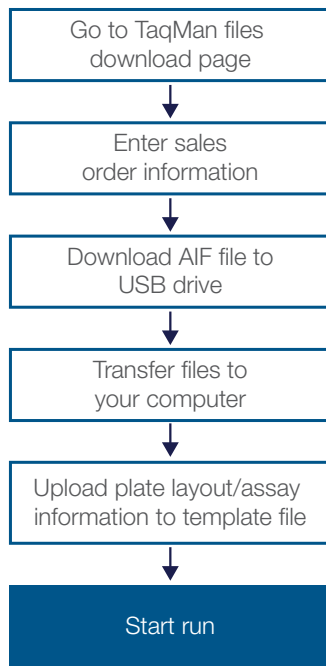 Go to TaqMan files
download page
Enter sales
order information
Download AIF file to
USB drive
Transfer files to
your computer
Upload plate layout/assay
information to template file
Start run